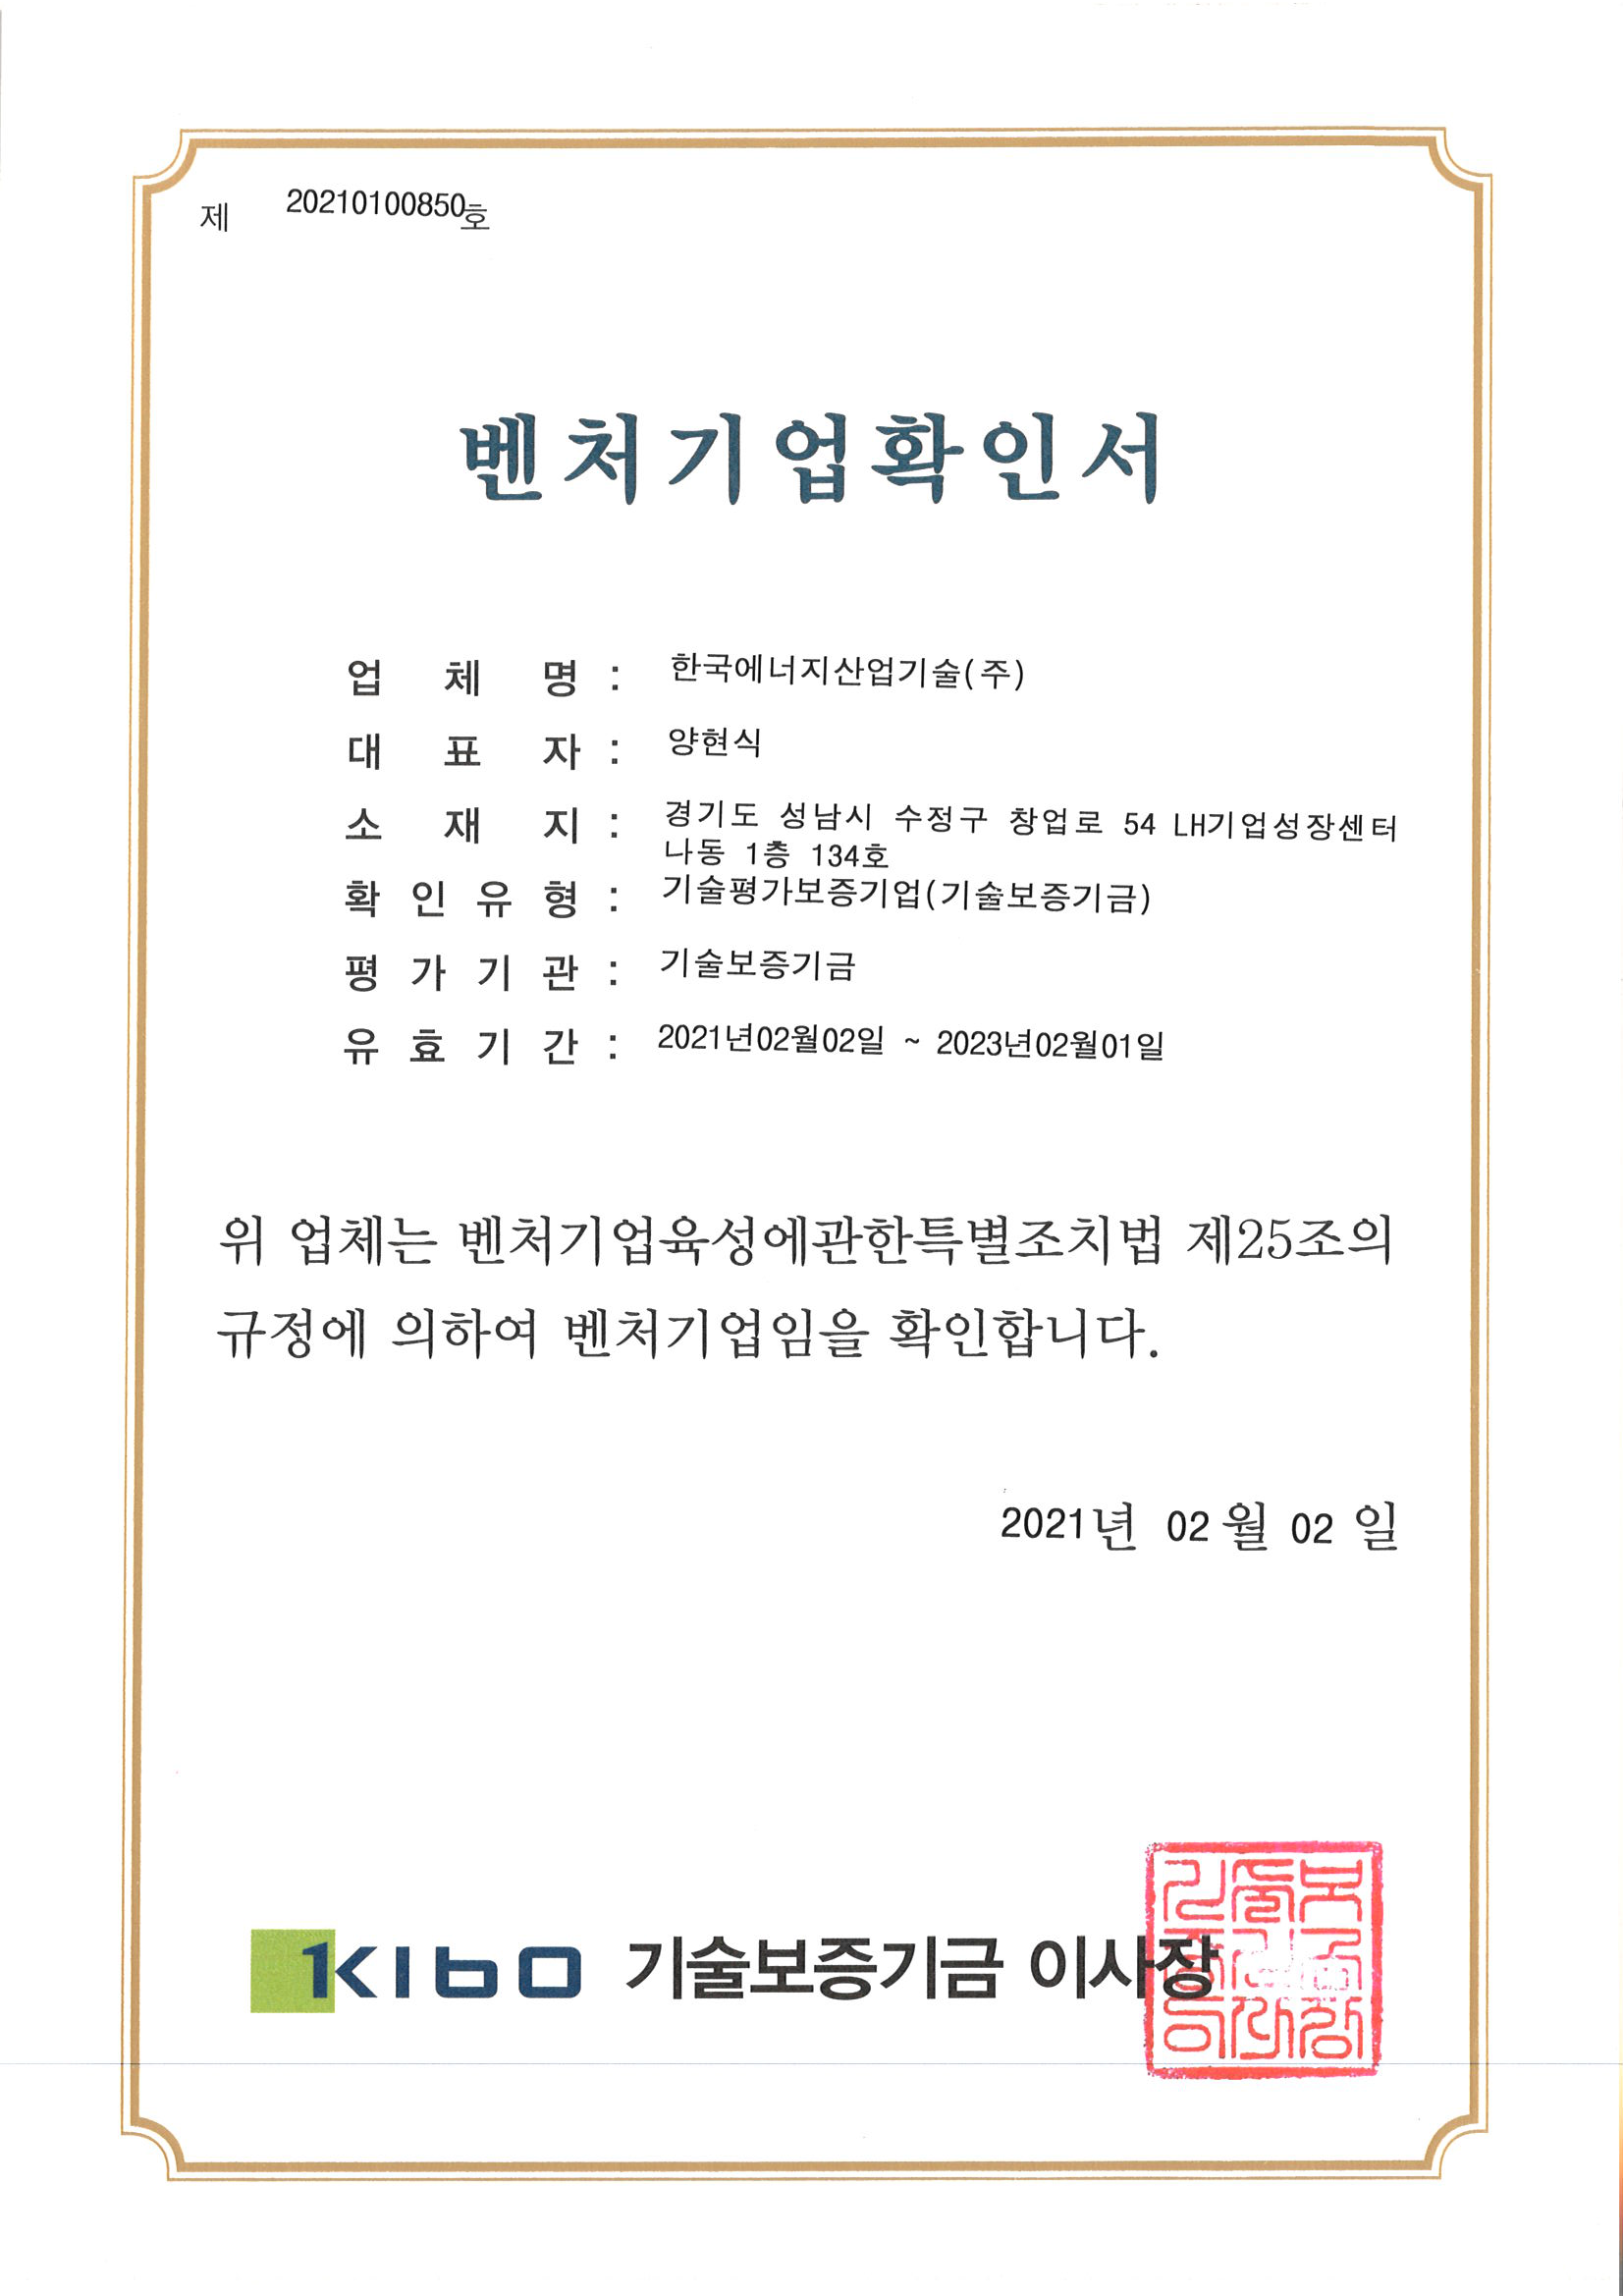 제 20210100850호
벤처기업확인서
업 체 명 : 한국에너지산업기술(주)
대 표 자 : 양현식
소 재 지 : 경기도 성남시 수정구 창업로 54 LH기업성장센터
나동 1층 134호
확 인 유 형 : 기술평가보증기업(기술보증기금)
평 가 기 관 : 기술보증기금
유 효 기 간 : 2021년02월02일 ~ 2023년02월01일
위 업체는 벤처기업육성에관한특별조치법 제25조의
규정에 의하여 벤처기업임을 확인합니다.
2021년 02월 02 일
KIBO 기술보증기금 이사장